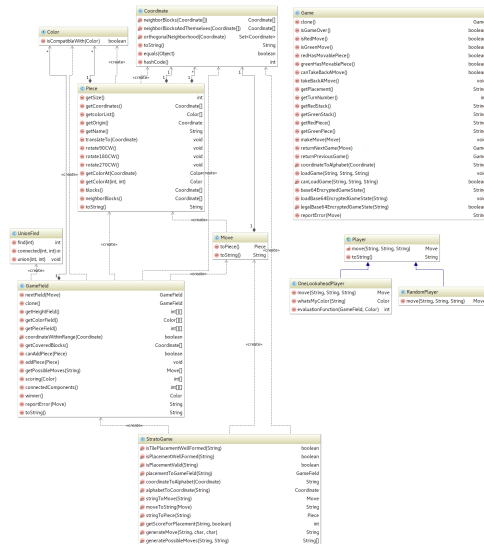 Color
isCompatibleWith(Color) boolean
Coordinate
neighborBlocks(Coordinate[]) Coordinate[]
neighborBlocksAndThemselves(Coordinate[]) Coordinate[]
orthogonalNeighborhood(Coordinate) Set<Coordinate>
toString() String
equals(Object) boolean
hashCode() int
«create»
Piece
getSize() int
getCoordinates() Coordinate[]
getcolorList() Color[]
getOrigin() Coordinate
getName() String
translateTo(Coordinate) void
rotate90CW() void
rotate180CW() void
rotate270CW() void
getColorAt(Coordinate) Color
getColorAt(int, int) Color
blocks() Coordinate[]
neighborBlocks() Coordinate[]
toString() String
Game
clone() Game
isGameOver() boolean
isRedMove() boolean
isGreenMove() boolean
redHasMovablePiece() boolean
greenHasMovablePiece() boolean
canTakeBackAMove() boolean
takeBackAMove() void
getPlacement() String
getTurnNumber() int
getRedStack() String
getGreenStack() String
getRedPiece() String
getGreenPiece() String
makeMove(Move) void
returnNextGame(Move) Game
returnPreviousGame() Game
coordinateToAlphabet(Coordinate) String
loadGame(String, String, String) void
canLoadGame(String, String, String) boolean
base64EncryptedGameState() String
loadBase64EncryptedGameState(String) void
legalBase64EncryptedGameState(String) boolean
reportError(Move) String
UnionFind
find(int) int
connected(int, int)
union(int, int) void
Move
toPiece() Piece
toString() String
Player
move(String, String, String) Move
toString() String
GameField
nextField(Move) GameField
clone() GameField
getHeightField() int[][]
getColorField() Color[][]
getPieceField() int[][]
coordinateWithinRange(Coordinate) boolean
getCoveredBlocks() Coordinate[]
canAddPiece(Piece) boolean
addPiece(Piece) void
getPossibleMoves(String) Move[]
scoring(Color) int[]
connectedComponents() int[][]
winner() Color
reportError(Move) String
toString() String
OneLookaheadPlayer
move(String, String, String) Move
whatsMyColor(String) Color
evaluationFunction(GameField, Color) int
RandomPlayer
move(String, String, String) Move
«create»
«create»
StratoGame
isTilePlacementWellFormed(String) boolean
isPlacementWellFormed(String) boolean
isPlacementValid(String) boolean
placementToGameField(String) GameField
coordinateToAlphabet(Coordinate) String
alphabetToCoordinate(String) Coordinate
stringToMove(String) Move
moveToString(Move) String
stringToPiece(String) Piece
getScoreForPlacement(String, boolean) int
generateMove(String, char, char) String
generatePossibleMoves(String, String) String[]